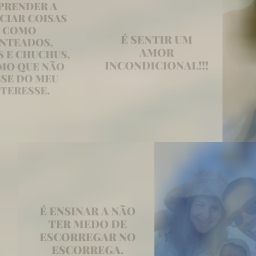 PRENDER A
CIAR COISAS
COMO
NTEADOS,
S E CHUCHUS,
MO QUE NÃO
SE DO MEU
TERESSE.
É SENTIR UM
AMOR
INCONDICIONAL!!!
É ENSINAR A NÃO
TER MEDO DE
ESCORREGAR NO
ESCORREGA,